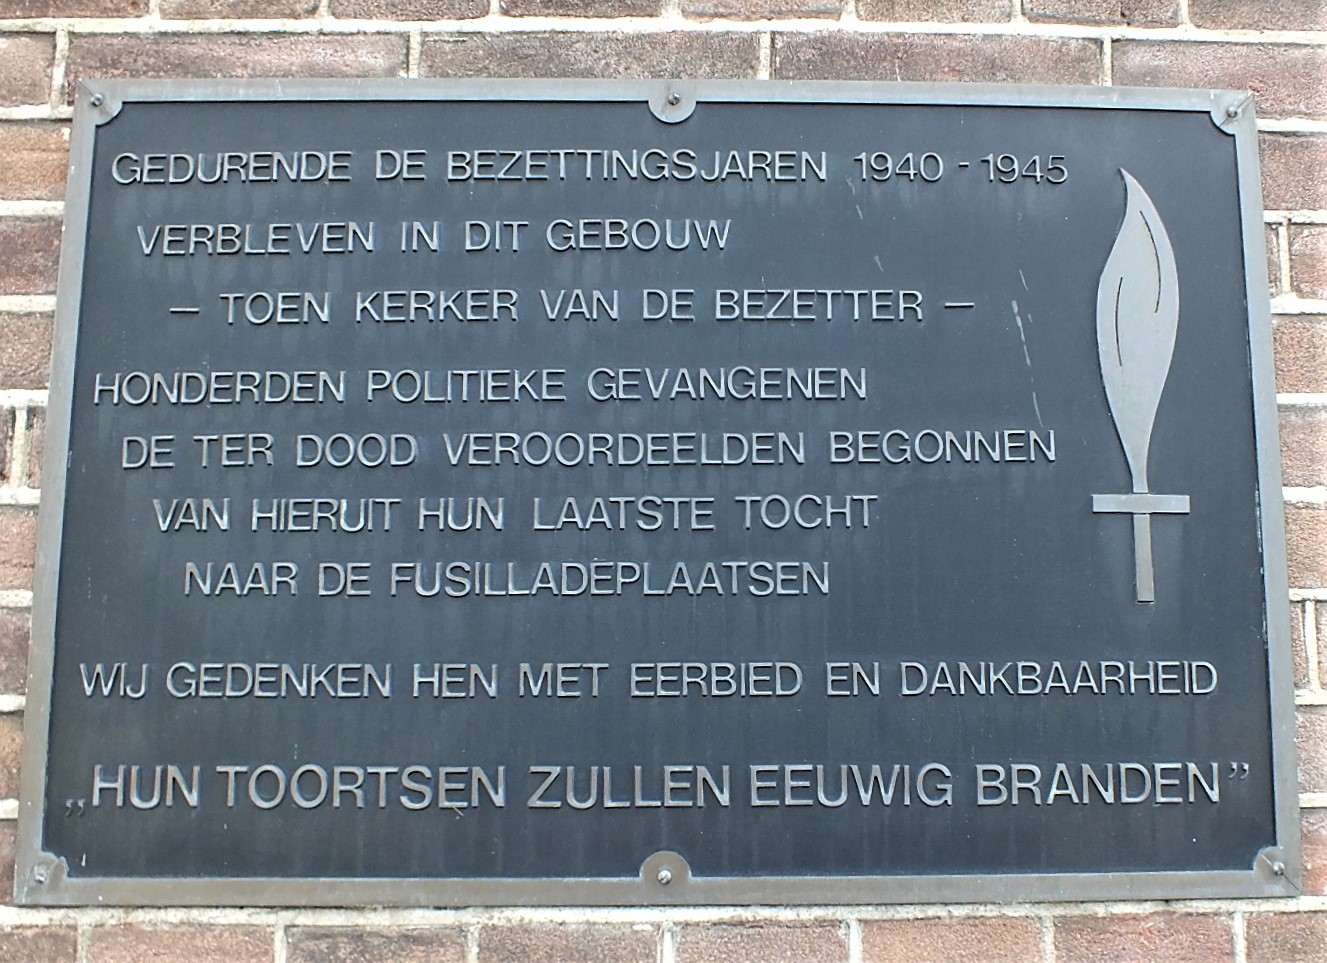 GEDURENDE DE BEZETTINGSJAREN 1940 - 1945
VERBLEVEN IN DIT GEBOUW
— TOEN KERKER VAN DE BEZETTER —
HONDERDEN POLITIEKE GEVANGENEN
DE TER DOOD VEROORDEELDEN BEGONNEN
VAN HIERUIT HUN LAATSTE TOCHT
NAAR DE FUSILLADEPLAATSEN
WIJ GEDENKEN HEN MET EERBIED EN DANKBAARHEID
„HUN TOORTSEN ZULLEN EEUWIG BRANDEN”